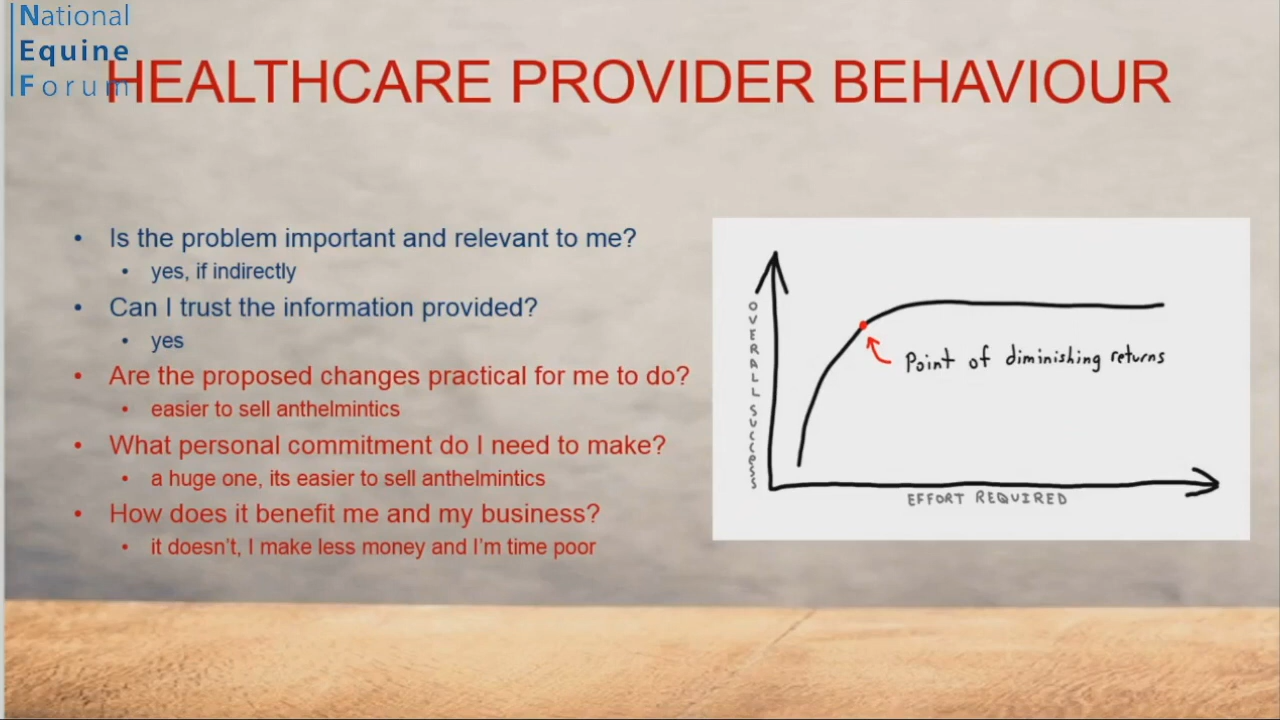 National
Equine
Forum
HEALTHCARE PROVIDER BEHAVIOUR
• Is the problem important and relevant to me?
• yes, if indirectly
• Can I trust the information provided?
• yes
• Are the proposed changes practical for me to do?
• easier to sell anthelmintics
• What personal commitment do I need to make?
• a huge one, its easier to sell anthelmintics
• How does it benefit me and my business?
• it doesn't, I make less money and I'm time poor
OVERALL SUCCESS
Point of diminishing returns
EFFORT REQUIRED